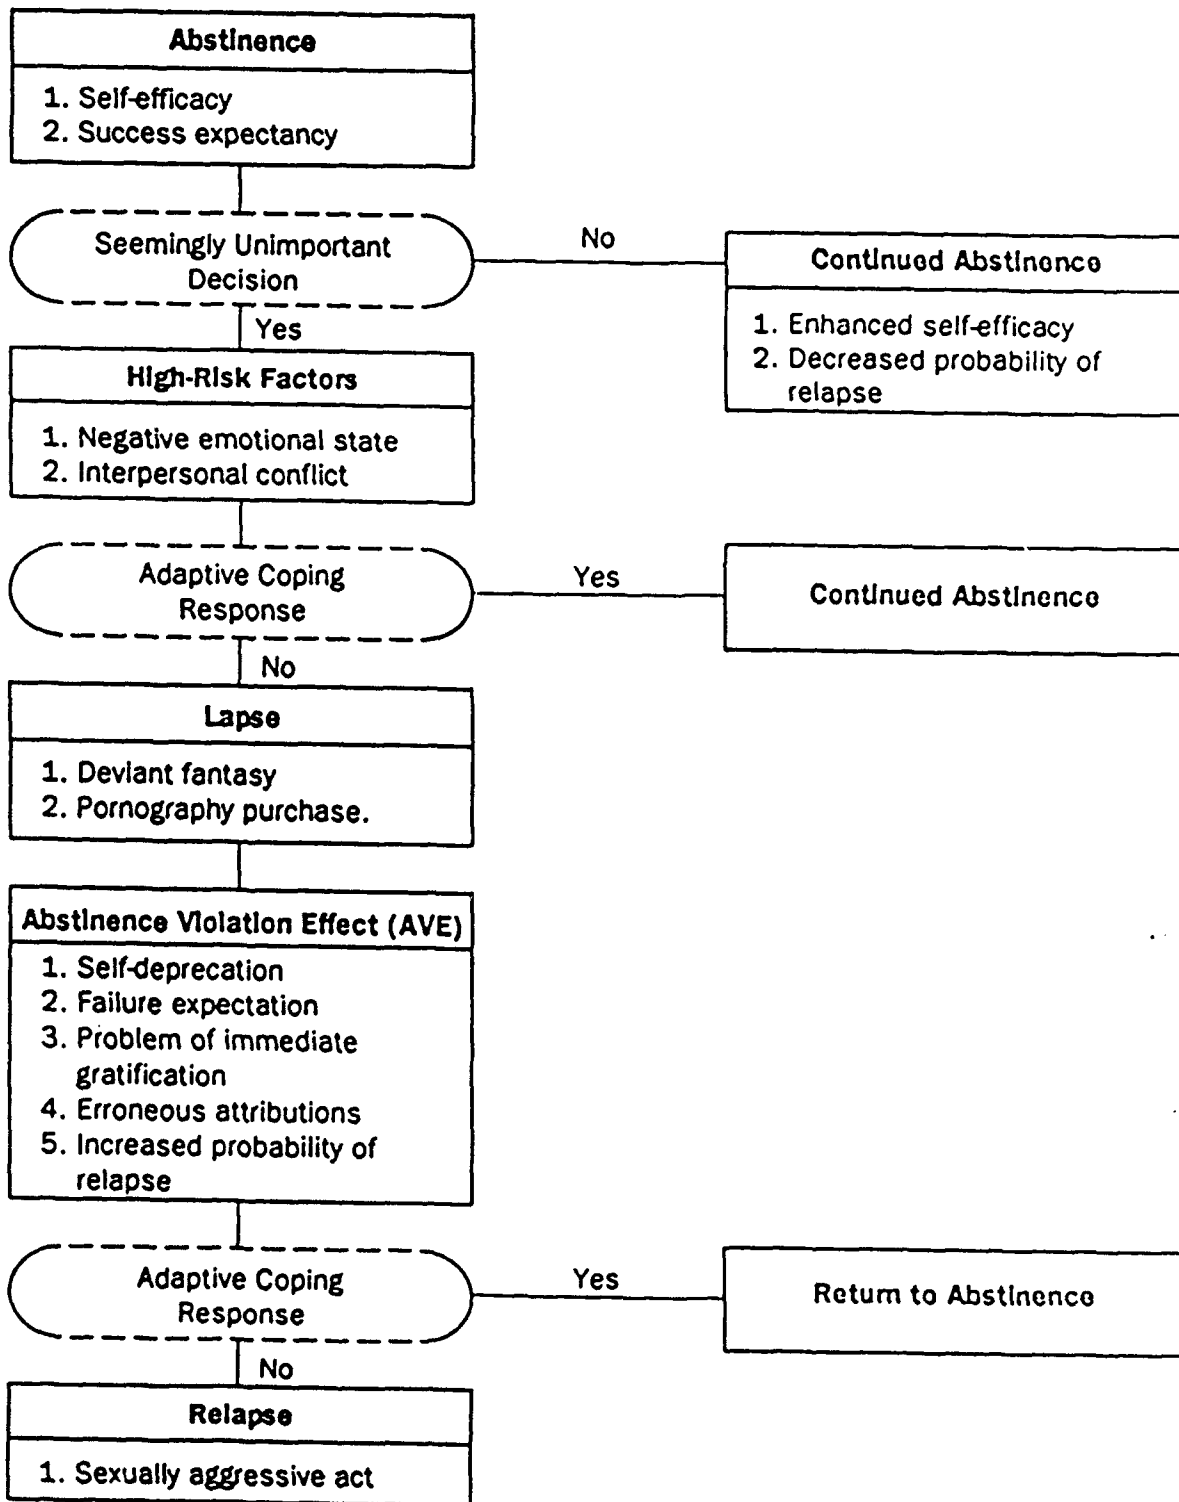 Abstinence
1. Self-efficacy
2. Success expectancy
Seemingly Unimportant
Decision
No
Continued Abstinence
1. Enhanced self-efficacy
2. Decreased probability of
relapse
Yes
High-Risk Factors
1. Negative emotional state
2. Interpersonal conflict
Adaptive Coping
Response
Yes
Continued Abstinence
No
Lapse
1. Deviant fantasy
2. Pornography purchase.
Abstinence Violation Effect (AVE)
1. Self-deprecation
2. Failure expectation
3. Problem of immediate
gratification
4. Erroneous attributions
5. Increased probability of
relapse
Adaptive Coping
Response
Yes
Return to Abstinence
No
Relapse
1. Sexually aggressive act